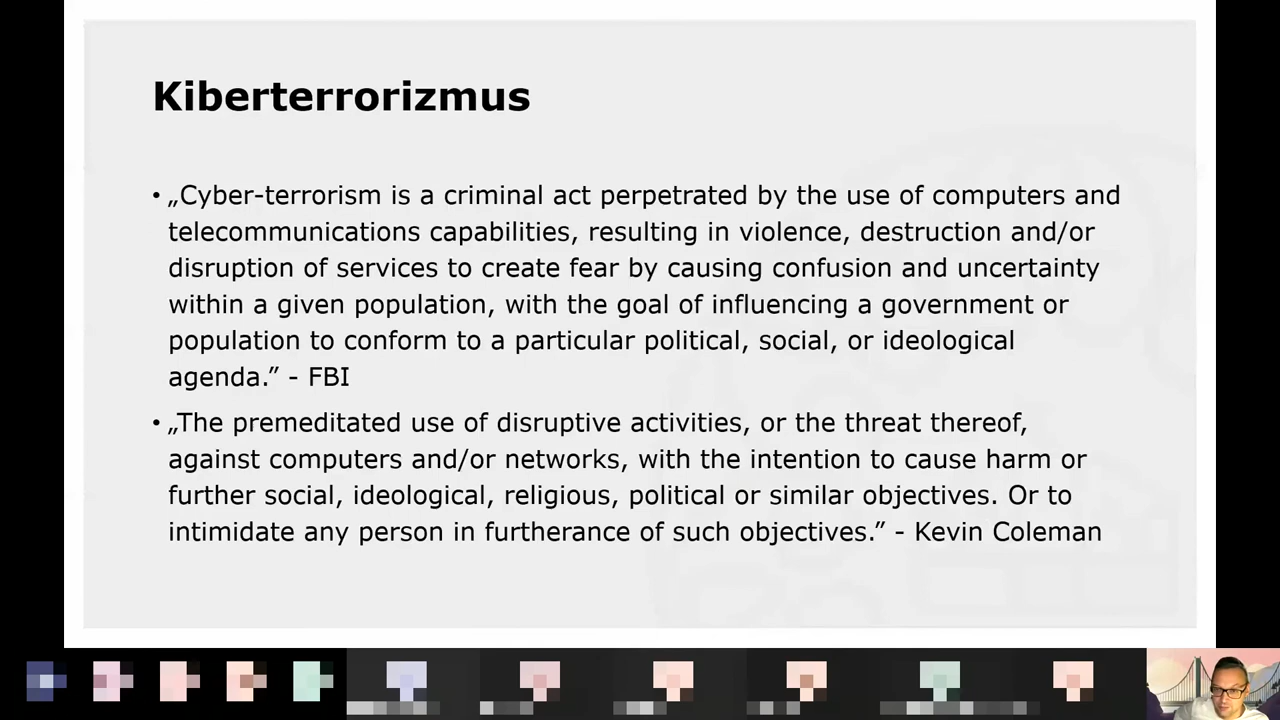 Kiberterrorizmus
• „Cyber-terrorism is a criminal act perpetrated by the use of computers and
telecommunications capabilities, resulting in violence, destruction and/or
disruption of services to create fear by causing confusion and uncertainty
within a given population, with the goal of influencing a government or
population to conform to a particular political, social, or ideological
agenda.” - FBI
• „The premeditated use of disruptive activities, or the threat thereof,
against computers and/or networks, with the intention to cause harm or
further social, ideological, religious, political or similar objectives. Or to
intimidate any person in furtherance of such objectives.” - Kevin Coleman